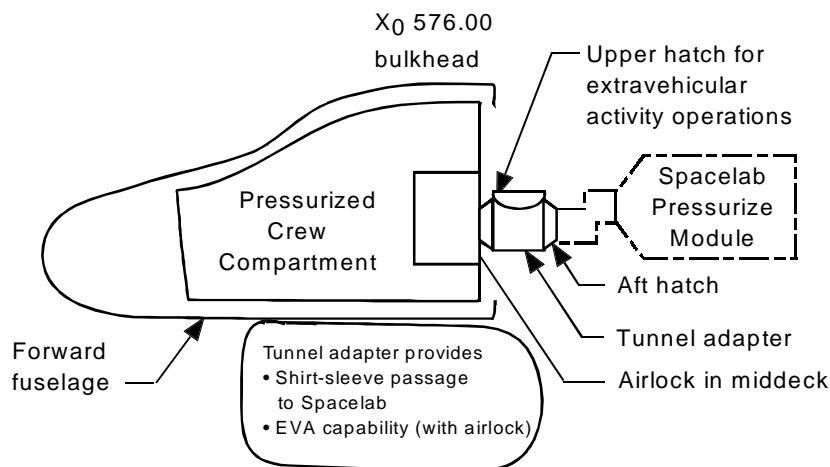 X0 576.00
bulkhead
Upper hatch for
extravehicular
activity operations
Pressurized
Crew
Compartment
Spacelab
Pressurize
Module
Aft hatch
Tunnel adapter
Airlock in middeck
Forward
fuselage
Tunnel adapter provides
• Shirt-sleeve passage
to Spacelab
• EVA capability (with airlock)